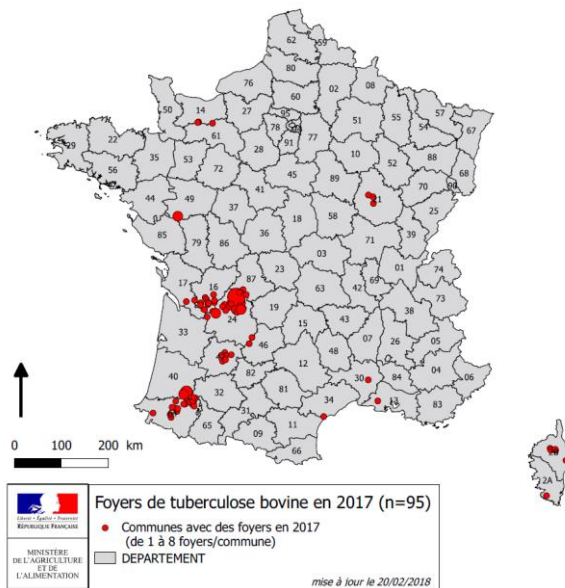 62 59
80
76 02 08
60
50 14 27 95 57
51 55
61 78 77 54 67
22 91
29 28 10 88
35 53 52 68
56 72 45 89 70 90
41 21
44 49 25
37 58
18 39
85 79 36 71
86
03
23 01 74
17 16 87 69
63 42
73
24 19 38
15 43
33 07 26 05
46 48
12 04
40 82 30 84 06
32 81
34 13 83
31
65 11
09
66
2B
2A
0 100 200 km
Liberté • Égalité • Fraternité
RÉPUBLIQUE FRANÇAISE
MINISTÈRE
DE L'AGRICULTURE
ET DE
L'ALIMENTATION
Foyers de tuberculose bovine en 2017 (n=95)
Communes avec des foyers en 2017
(de 1 à 8 foyers/commune)
DEPARTEMENT
mise à jour le 20/02/2018